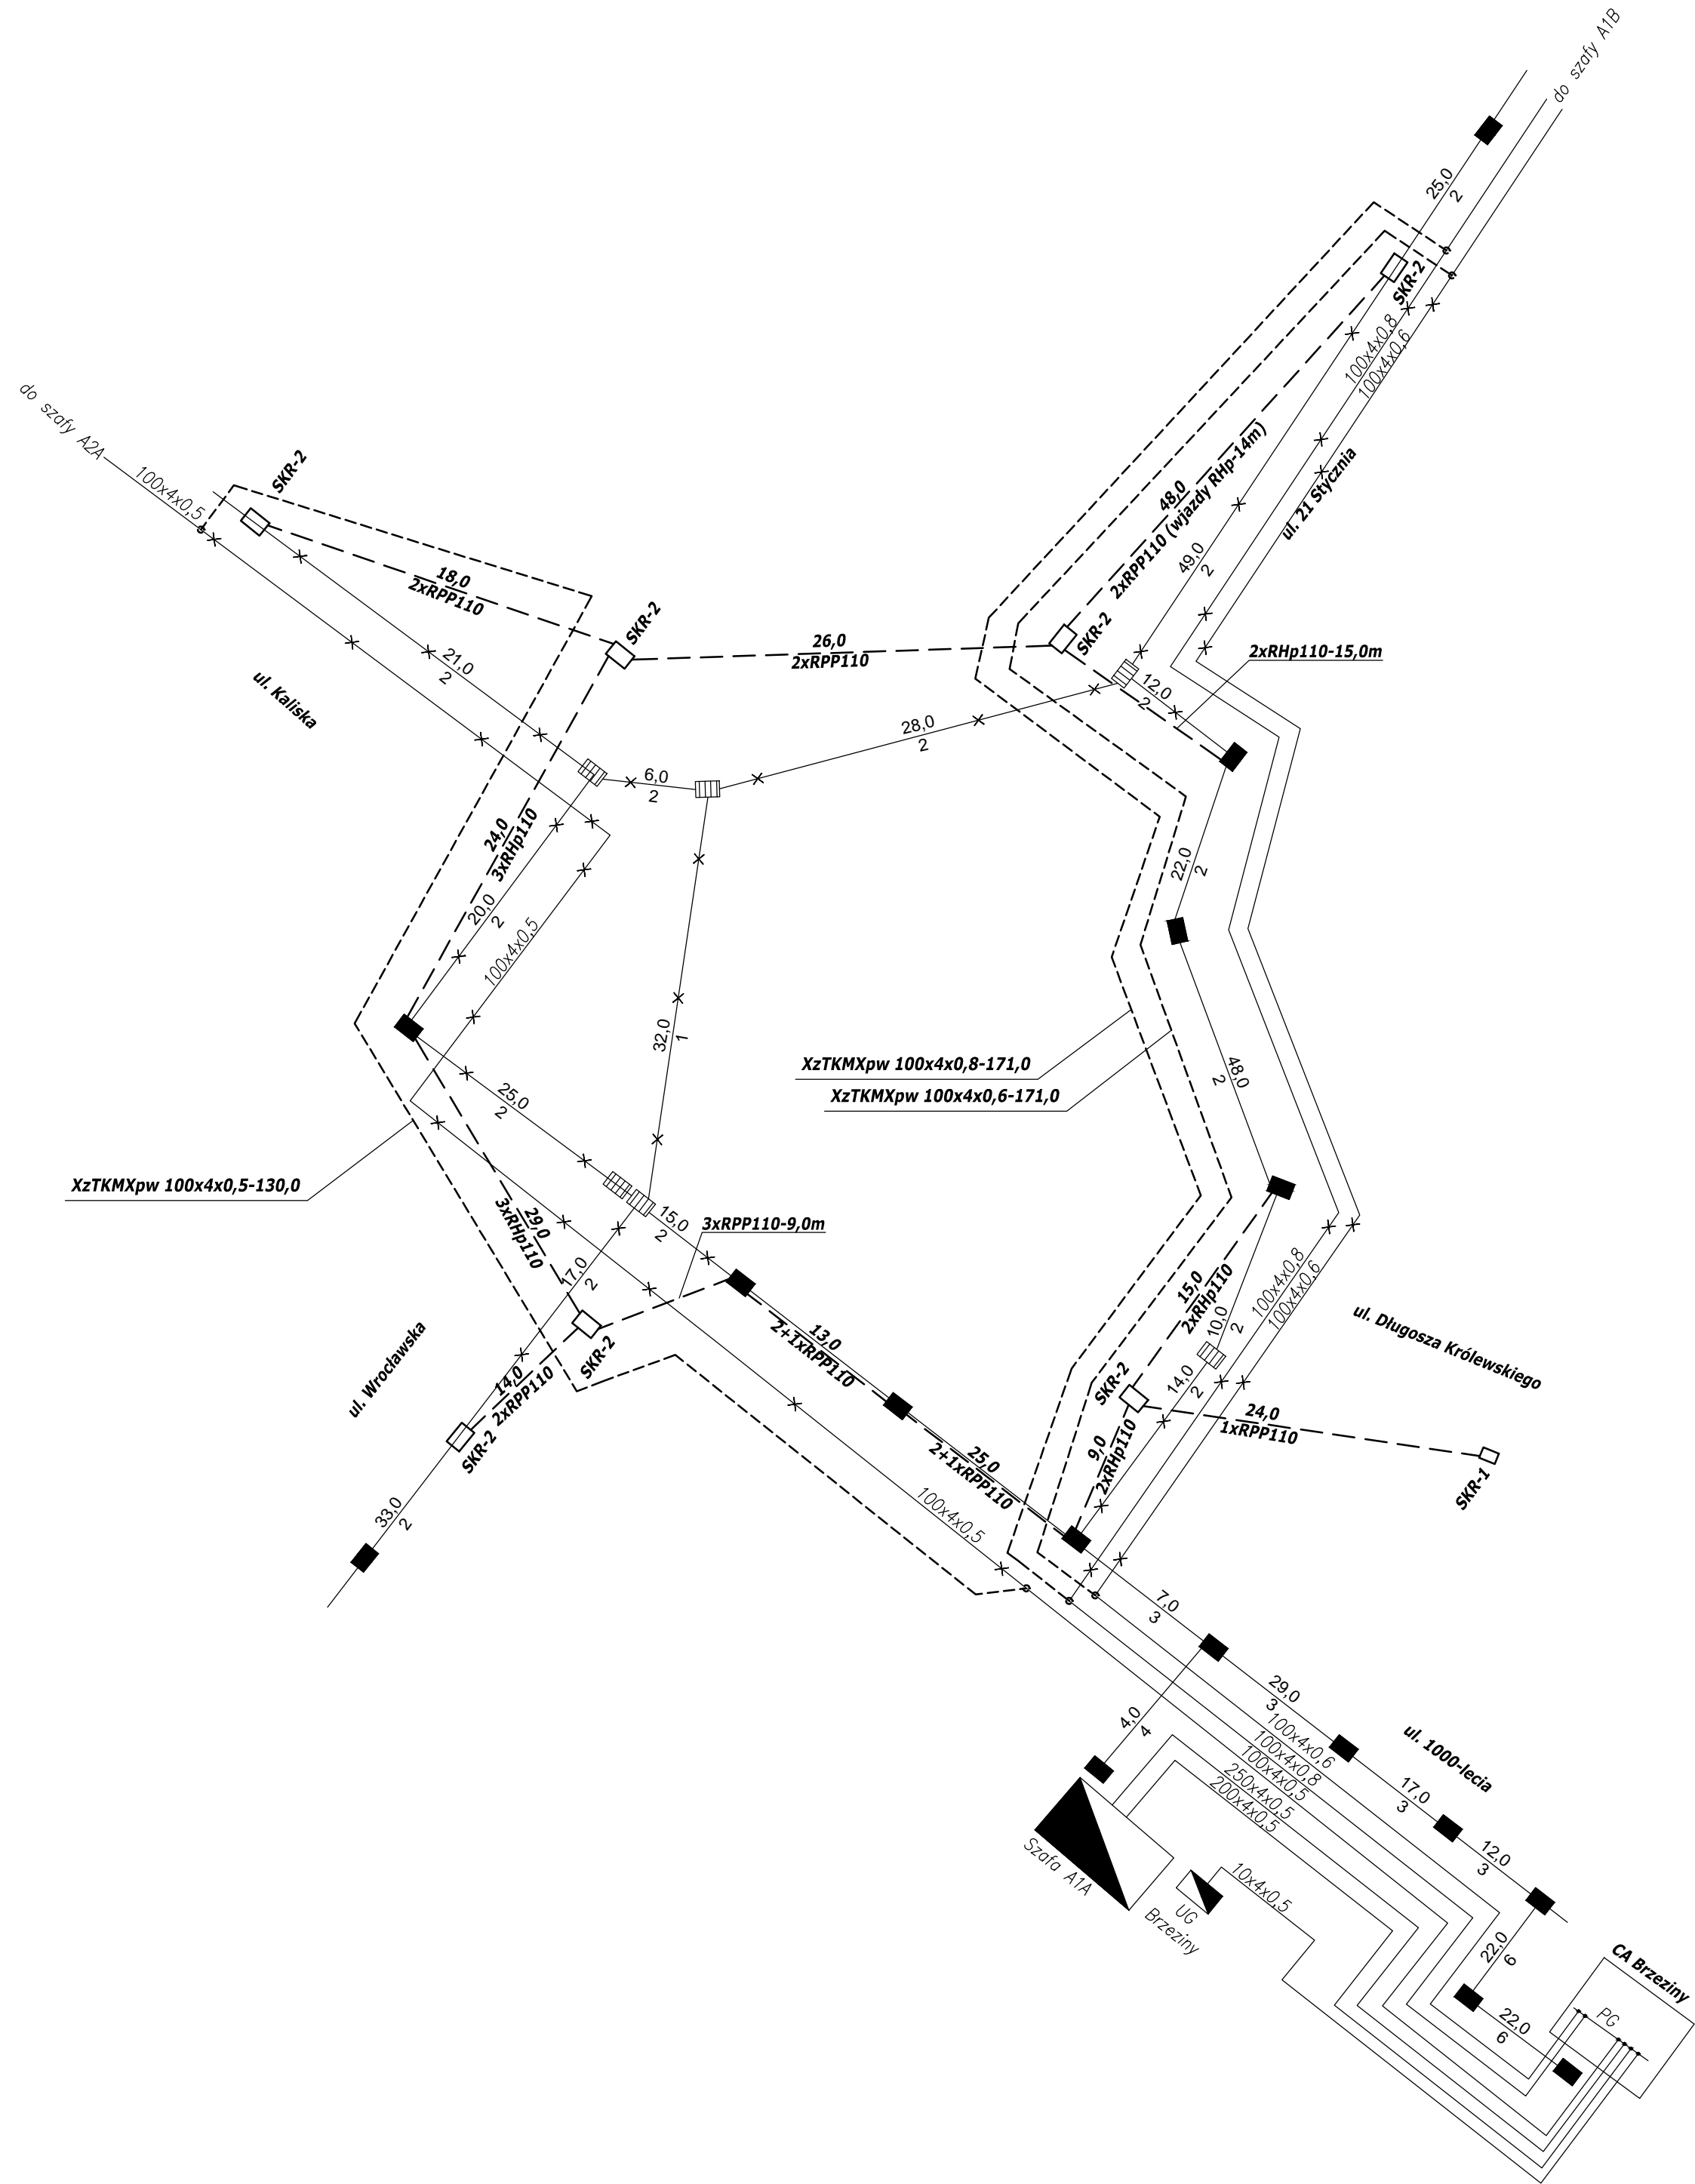 do szafy A1B
25,0
2
SKR-2
100x4x0,8
100x4x0,6
do szafy A2A
100x4x0,5
SKR-2
48,0
2xRPP110 (wjazdy RHp-14m)
ul. 21 Stycznia
49,0
2
18,0
2xRPP110
SKR-2
26,0
2xRPP110
SKR-2
2xRHp110-15,0m
21,0
2
12,0
2
ul. Kaliska
28,0
2
6,0
2
24,0
3xRHp110
22,0
2
20,0
2
100x4x0,5
32,0
1
XzTKMXpw 100x4x0,8-171,0
XzTKMXpw 100x4x0,6-171,0
48,0
2
25,0
2
XzTKMXpw 100x4x0,5-130,0
29,0
3xRHp110
15,0
2
3xRPP110-9,0m
17,0
2
15,0
2xRHp110
10,0
2
100x4x0,8
100x4x0,6
ul. Długosza Królewskiego
ul. Wrocławska
13,0
2+1xRPP110
SKR-2
14,0
2xRPP110
SKR-2
SKR-2
14,0
2
24,0
1xRPP110
SKR-1
9,0
2xRHp110
25,0
2+1xRPP110
33,0
2
100x4x0,5
7,0
3
29,0
3
4,0
4
100x4x0,6
100x4x0,8
100x4x0,5
250x4x0,5
200x4x0,5
ul. 1000-lecia
17,0
3
12,0
3
Szafa A1A
10x4x0,5
UG
Brzeziny
22,0
6
CA Brzeziny
PG
22,0
6